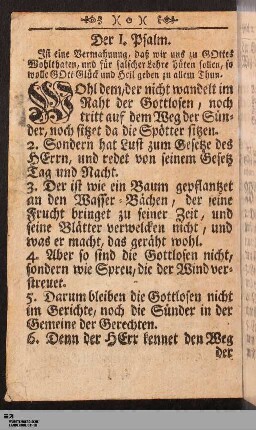 Der I. Psalm.
Ist eine Vermahnung, daß wir uns zu GOttes
Wohlthaten, und für falscher Lehre hüten sollen, so
wolle GOtt Glück und Heil geben zu allem Thun.
WOhl dem, der nicht wandelt im
Raht der Gottlosen, noch
tritt auf dem Weg der Sün-
der, noch sitzet da die Spötter sitzen.
2. Sondern hat Lust zum Gesetze des
HErrn, und redet von seinem Gesetz
Tag und Nacht.
3. Der ist wie ein Baum gepflantzet
an den Wasser-Bächen, der seine
Frucht bringet zu seiner Zeit, und
seine Blätter verwelcken nicht, und
was er macht, das geräht wohl.
4. Aber so sind die Gottlosen nicht,
sondern wie Spreu, die der Wind ver-
streuet.
5. Darum bleiben die Gottlosen nicht
im Gerichte, noch die Sünder in der
Gemeine der Gerechten.
6. Denn der HErr kennet den Weg
der